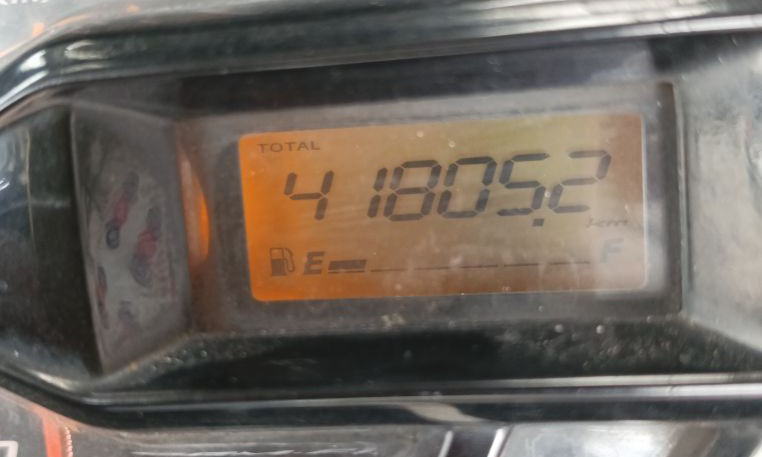 TOTAL
41805.2
km
E F